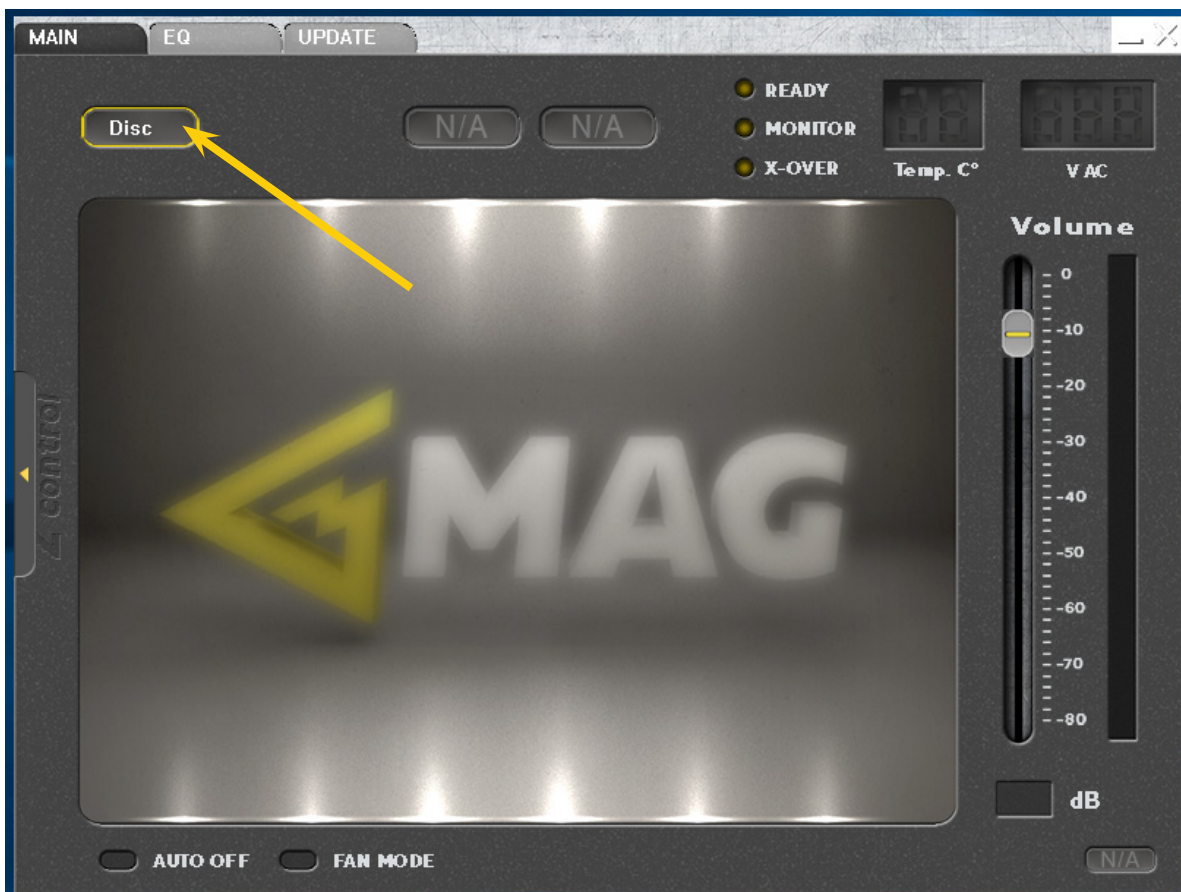 MAIN EQ UPDATE
Disc N/A N/A
READY
MONITOR
X-OVER
Temp. C° V AC
Volume
0
-10
-20
-30
-40
-50
-60
-70
-80
control
MAG
dB
AUTO OFF FAN MODE N/A